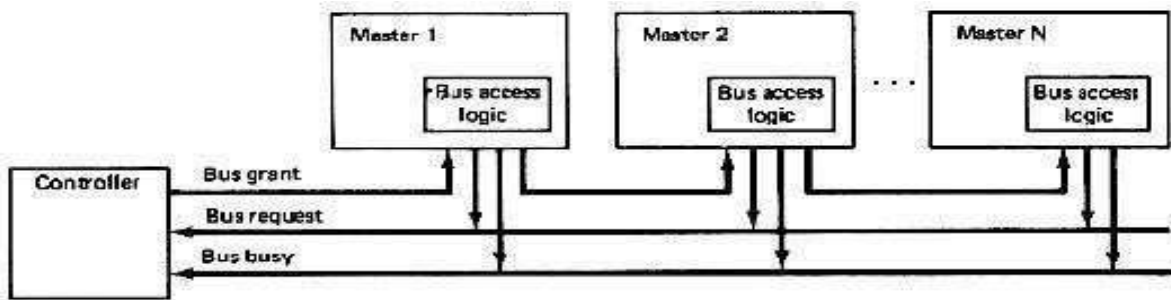 Master 1
Master 2
Master N
Bus access
logic
Bus access
logic
. . .
Bus access
logic
Controller
Bus grant
Bus request
Bus busy